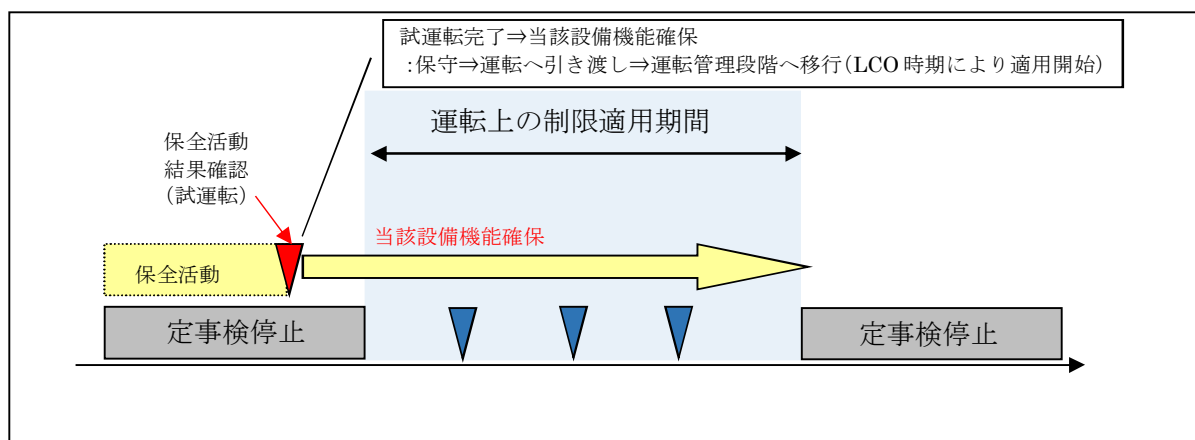 試運転完了⇒当該設備機能確保
:保守⇒運転へ引き渡し⇒運転管理段階へ移行(LCO 時期により適用開始)
運転上の制限適用期間
保全活動
結果確認
(試運転)
当該設備機能確保
保全活動
定事検停止
定事検停止